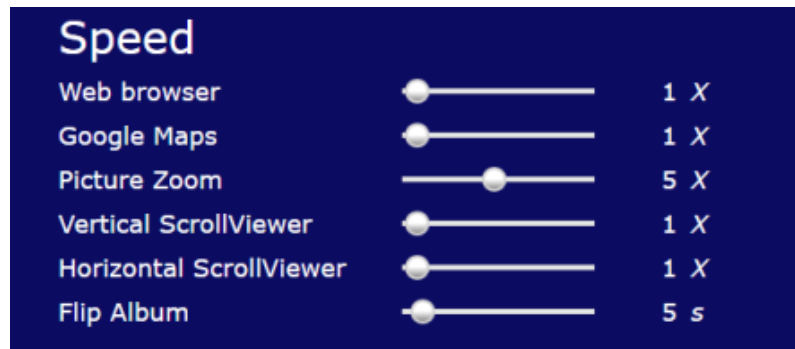 Speed
Web browser 1 X
Google Maps 1 X
Picture Zoom 5 X
Vertical ScrollViewer 1 X
Horizontal ScrollViewer 1 X
Flip Album 5 s